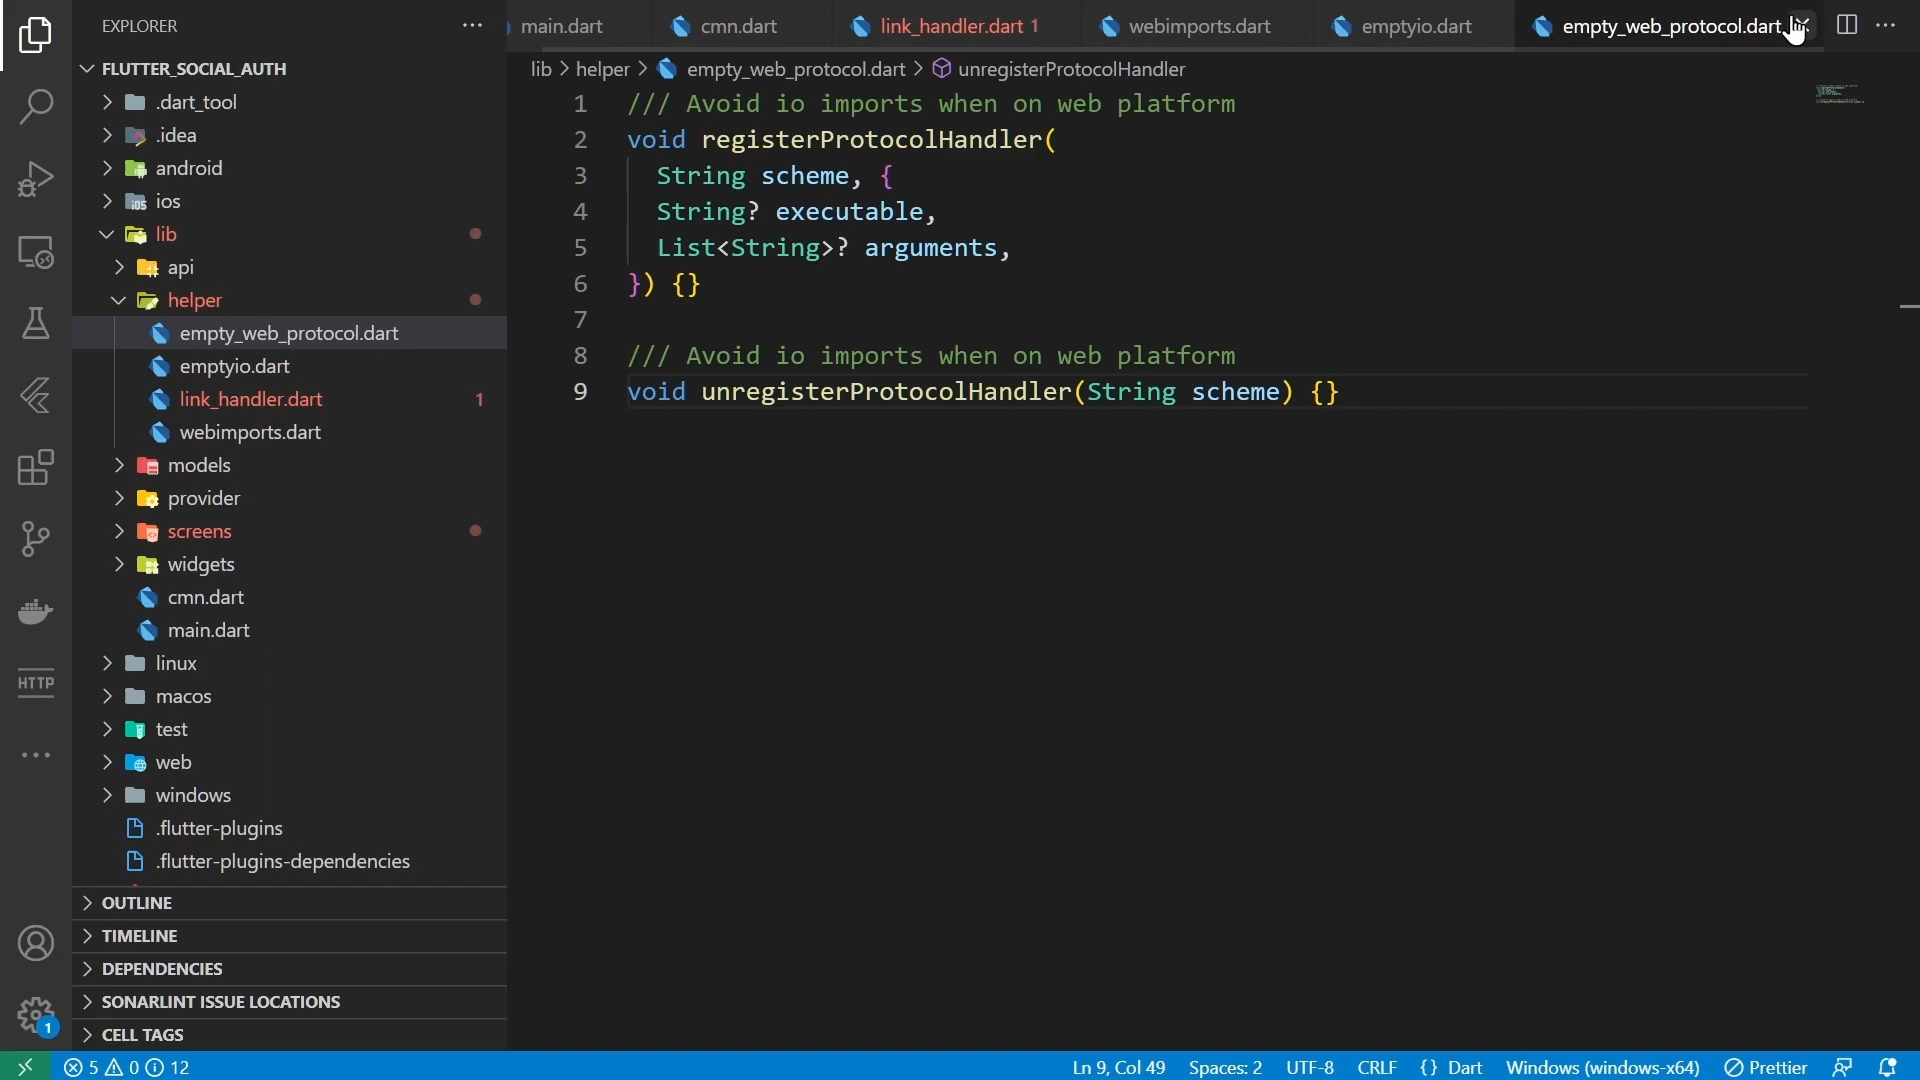 EXPLORER
FLUTTER_SOCIAL_AUTH
.dart_tool
.idea
android
ios
lib
api
helper
empty_web_protocol.dart
emptyio.dart
link_handler.dart 1
webimports.dart
models
provider
screens
widgets
cmn.dart
main.dart
linux
macos
test
web
windows
.flutter-plugins
.flutter-plugins-dependencies
OUTLINE
TIMELINE
DEPENDENCIES
SONARLINT ISSUE LOCATIONS
CELL TAGS
HTTP
1
main.dart cmn.dart link_handler.dart 1 webimports.dart emptyio.dart empty_web_protocol.dart
lib > helper > empty_web_protocol.dart > unregisterProtocolHandler
1 /// Avoid io imports when on web platform
2 void registerProtocolHandler(
3 String scheme, {
4 String? executable,
5 List<String>? arguments,
6 }) {}
7
8 /// Avoid io imports when on web platform
9 void unregisterProtocolHandler(String scheme) {}
5 0 12 Ln 9, Col 49 Spaces: 2 UTF-8 CRLF {} Dart Windows (windows-x64) Prettier